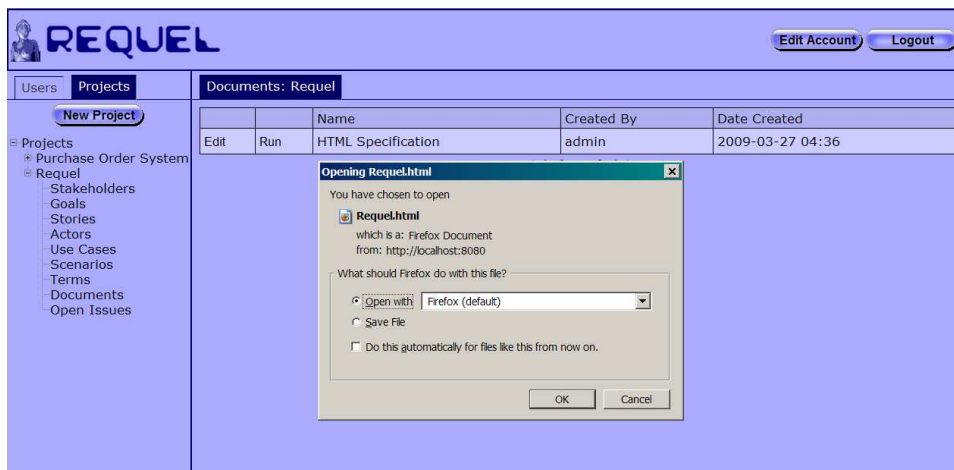 REQUEL
Edit Account
Logout
Users
Projects
Documents: Requel
New Project
Projects
Purchase Order System
Requel
Stakeholders
Goals
Stories
Actors
Use Cases
Scenarios
Terms
Documents
Open Issues
Name
Created By
Date Created
Edit
Run
HTML Specification
admin
2009-03-27 04:36
Opening Requel.html
You have chosen to open
Requel.html
which is a: Firefox Document
from: http://localhost:8080
What should Firefox do with this file?
Open with
Firefox (default)
Save File
Do this automatically for files like this from now on.
OK
Cancel